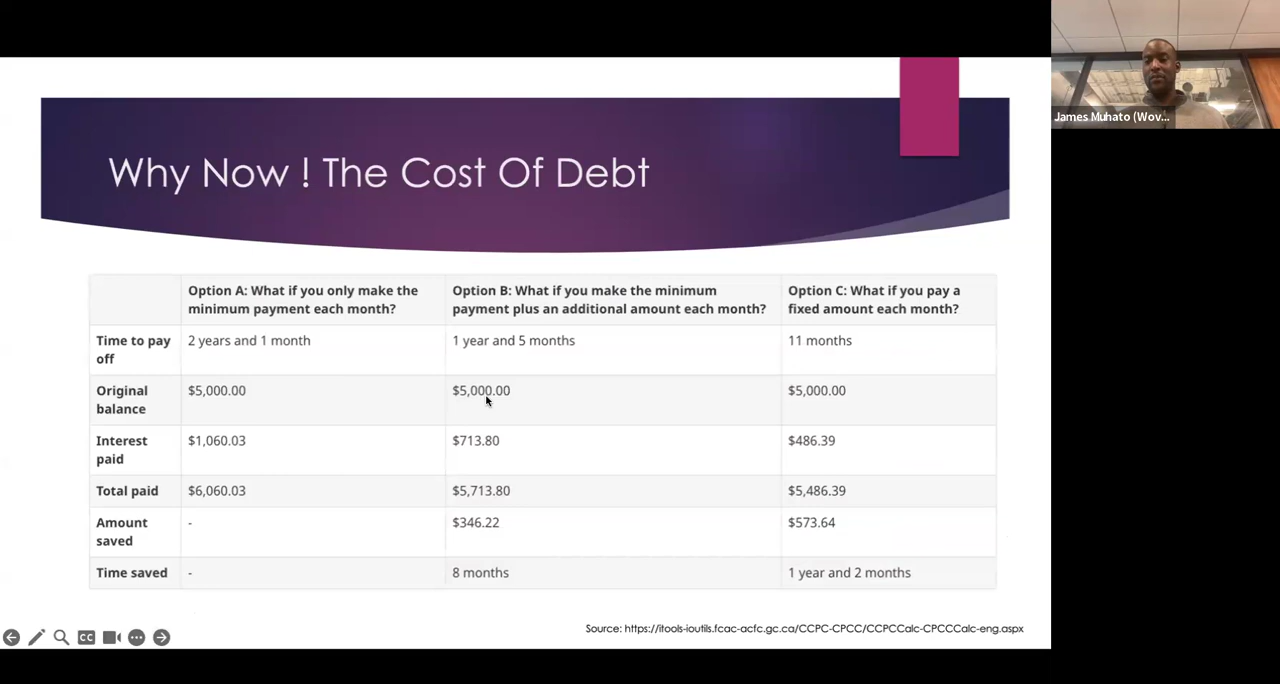 Why Now ! The Cost Of Debt
James Muhato (Wov...
Option A: What if you only make the
minimum payment each month?
Option B: What if you make the minimum
payment plus an additional amount each month?
Option C: What if you pay a
fixed amount each month?
Time to pay
off
2 years and 1 month
1 year and 5 months
11 months
Original
balance
$5,000.00
$5,000.00
$5,000.00
Interest
paid
$1,060.03
$713.80
$486.39
Total paid
$6,060.03
$5,713.80
$5,486.39
Amount
saved
-
$346.22
$573.64
Time saved
-
8 months
1 year and 2 months
Source: https://itools-ioutils.fcac-acfc.gc.ca/CCPC-CPCC/CCPCCalc-CPCCCalc-eng.aspx
CC